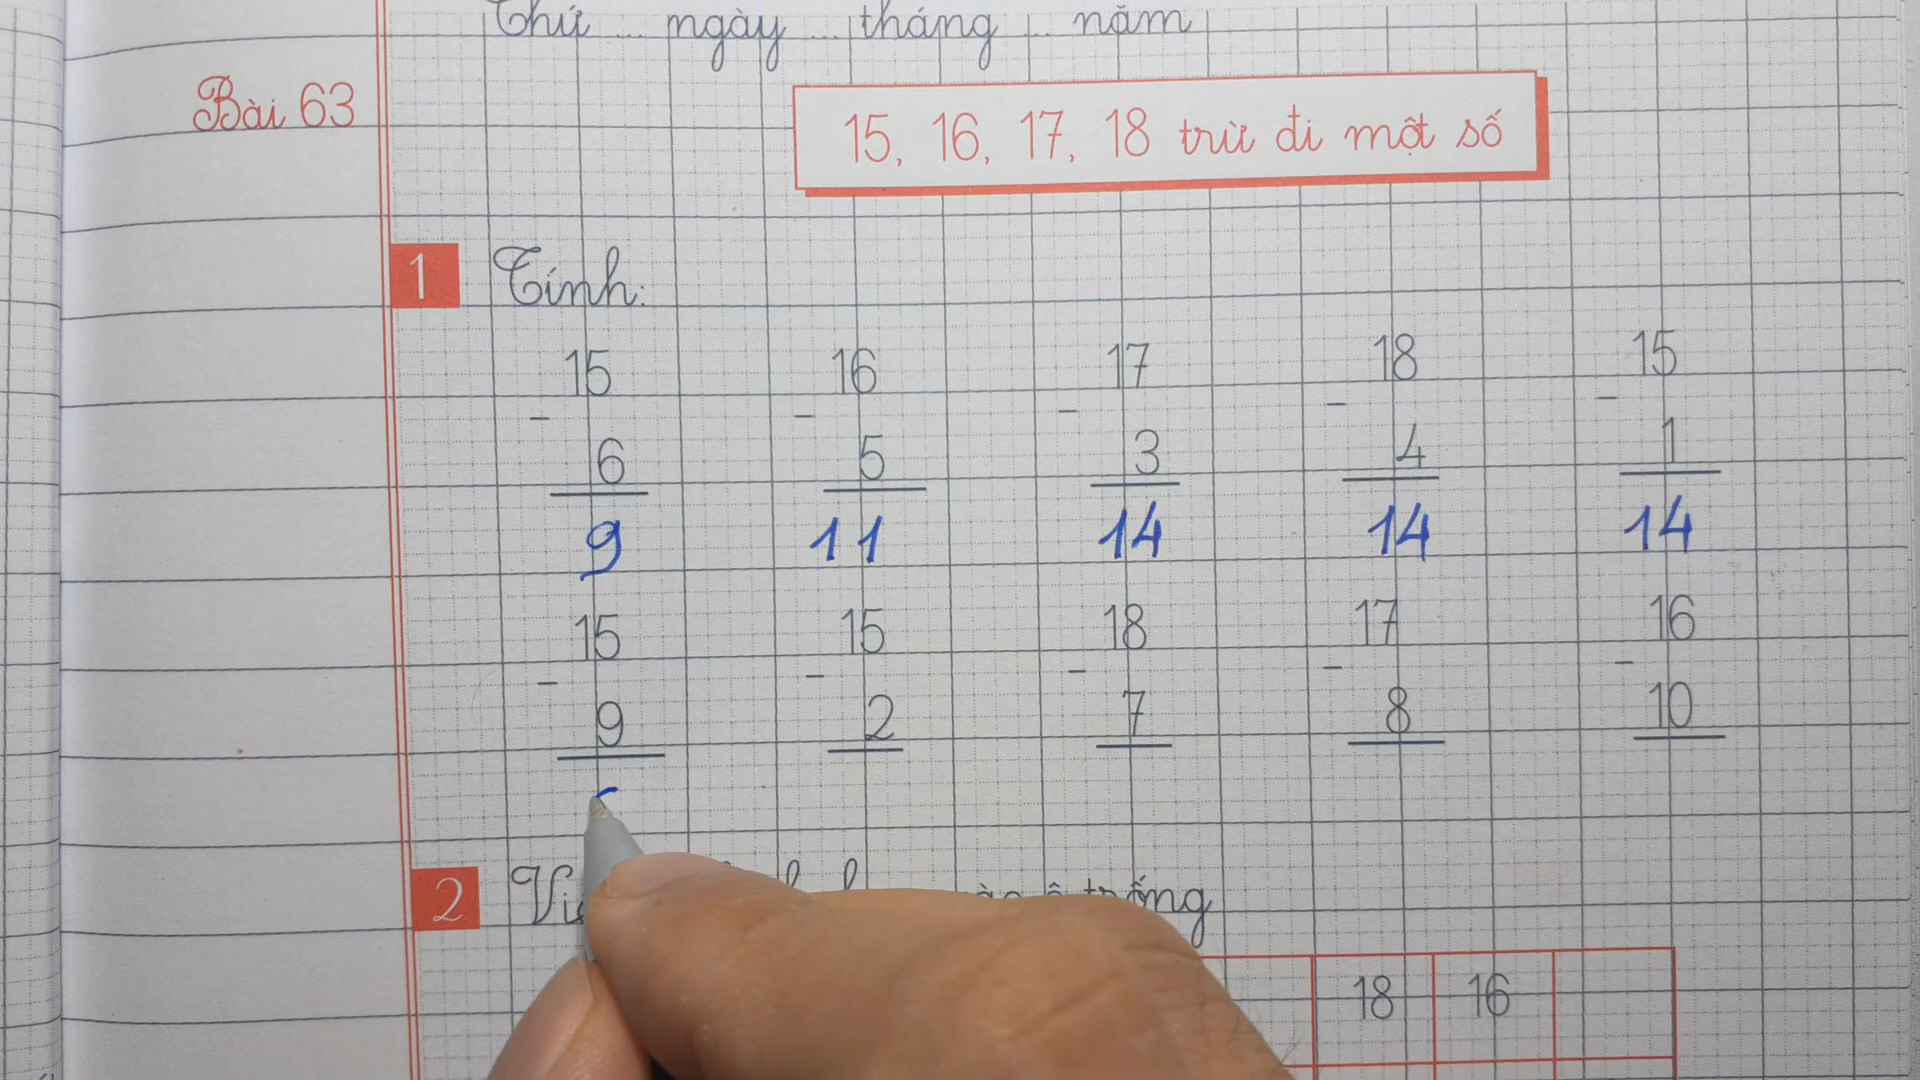 Thứ ... ngày ... tháng ... năm
Bài 63
15, 16, 17, 18 trừ đi một số
1 Tính:
15 16 17 18 15
- - - - -
6 5 3 4 1
9 11 14 14 14
15 15 18 17 16
- - - - -
9 2 7 8 10
2 ô trống
18 16